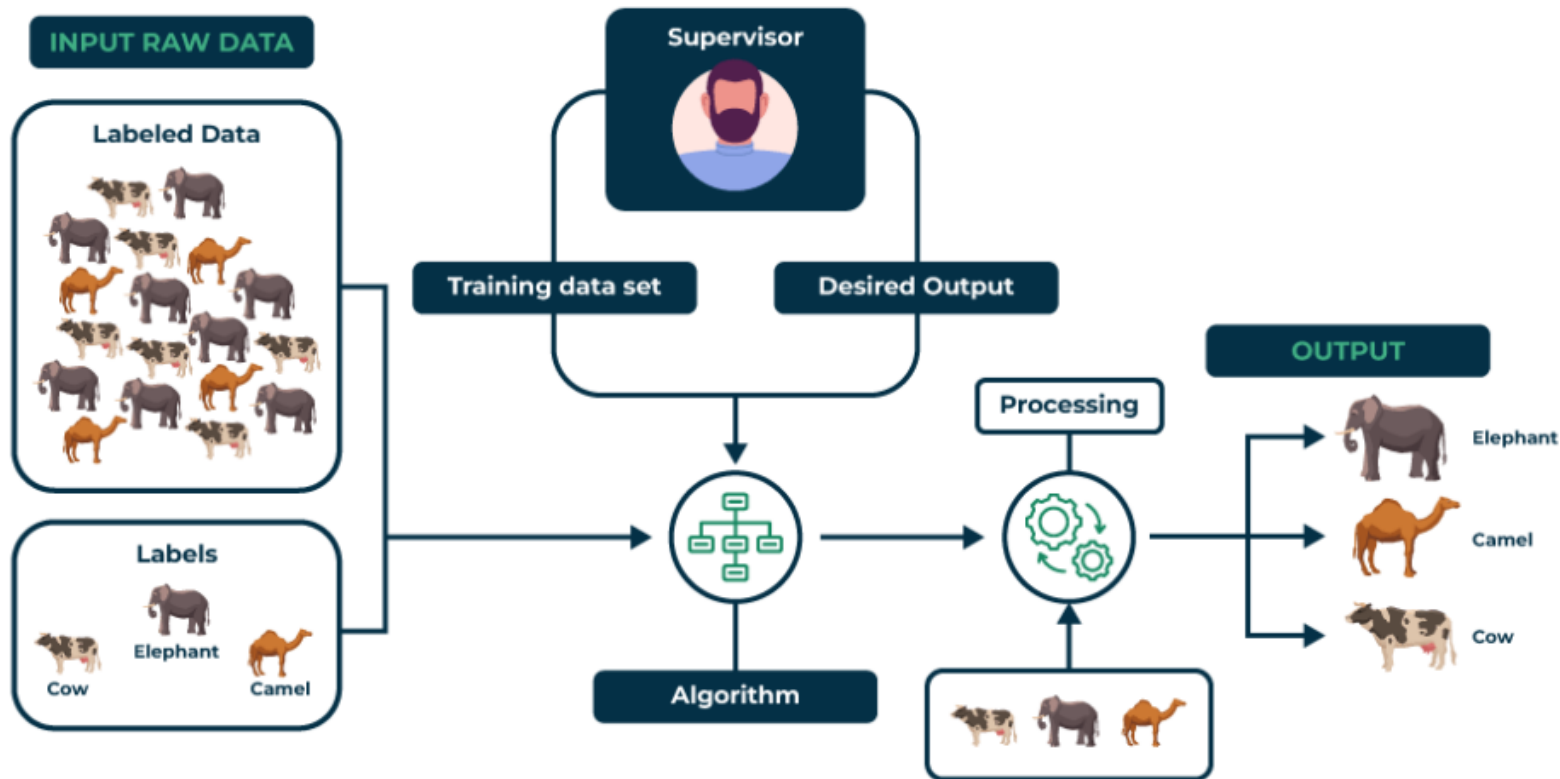 INPUT RAW DATA
Labeled Data
Labels
Cow
Elephant
Camel
Supervisor
Training data set
Desired Output
Algorithm
Processing
OUTPUT
Elephant
Camel
Cow